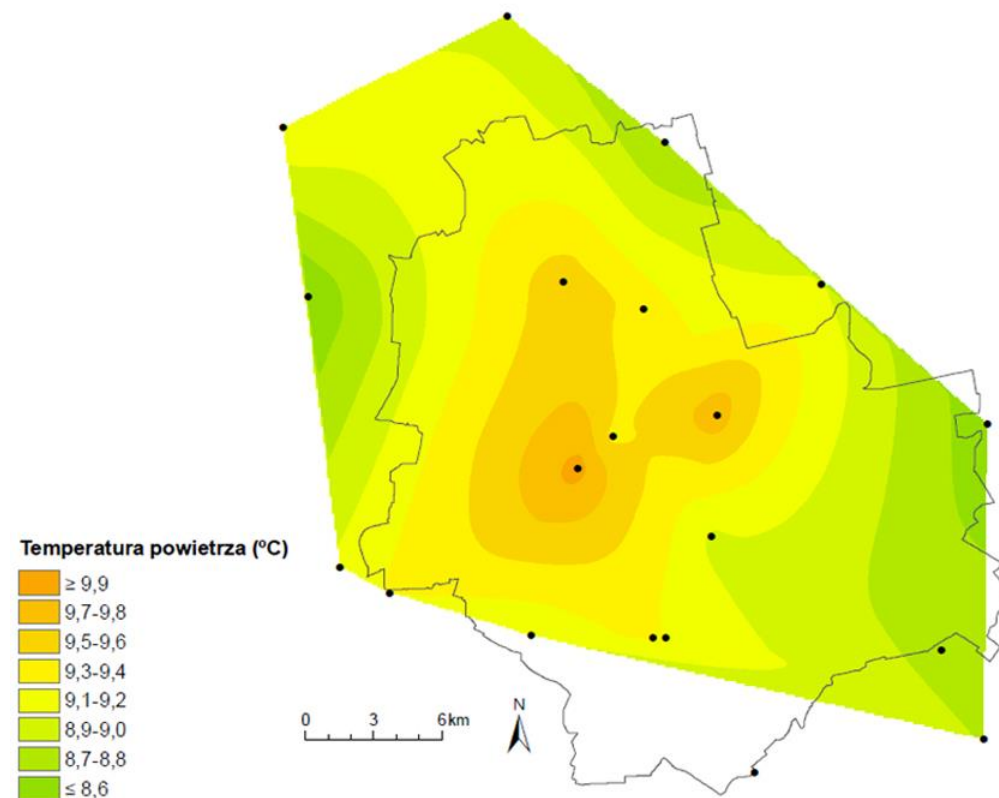 Temperatura powietrza (ºC)
≥ 9,9
9,7-9,8
9,5-9,6
9,3-9,4
9,1-9,2
8,9-9,0
8,7-8,8
≤ 8,6
0 3 6 km
N